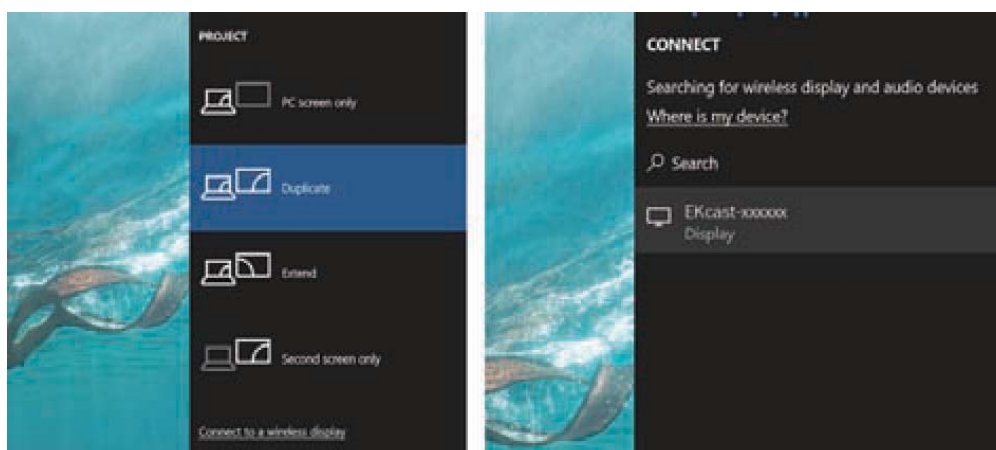 PROJECT
PC screen only
Duplicate
Extend
Second screen only
Connect to a wireless display
CONNECT
Searching for wireless display and audio devices
Where is my device?
Search
EKcast-xxxxxx
Display